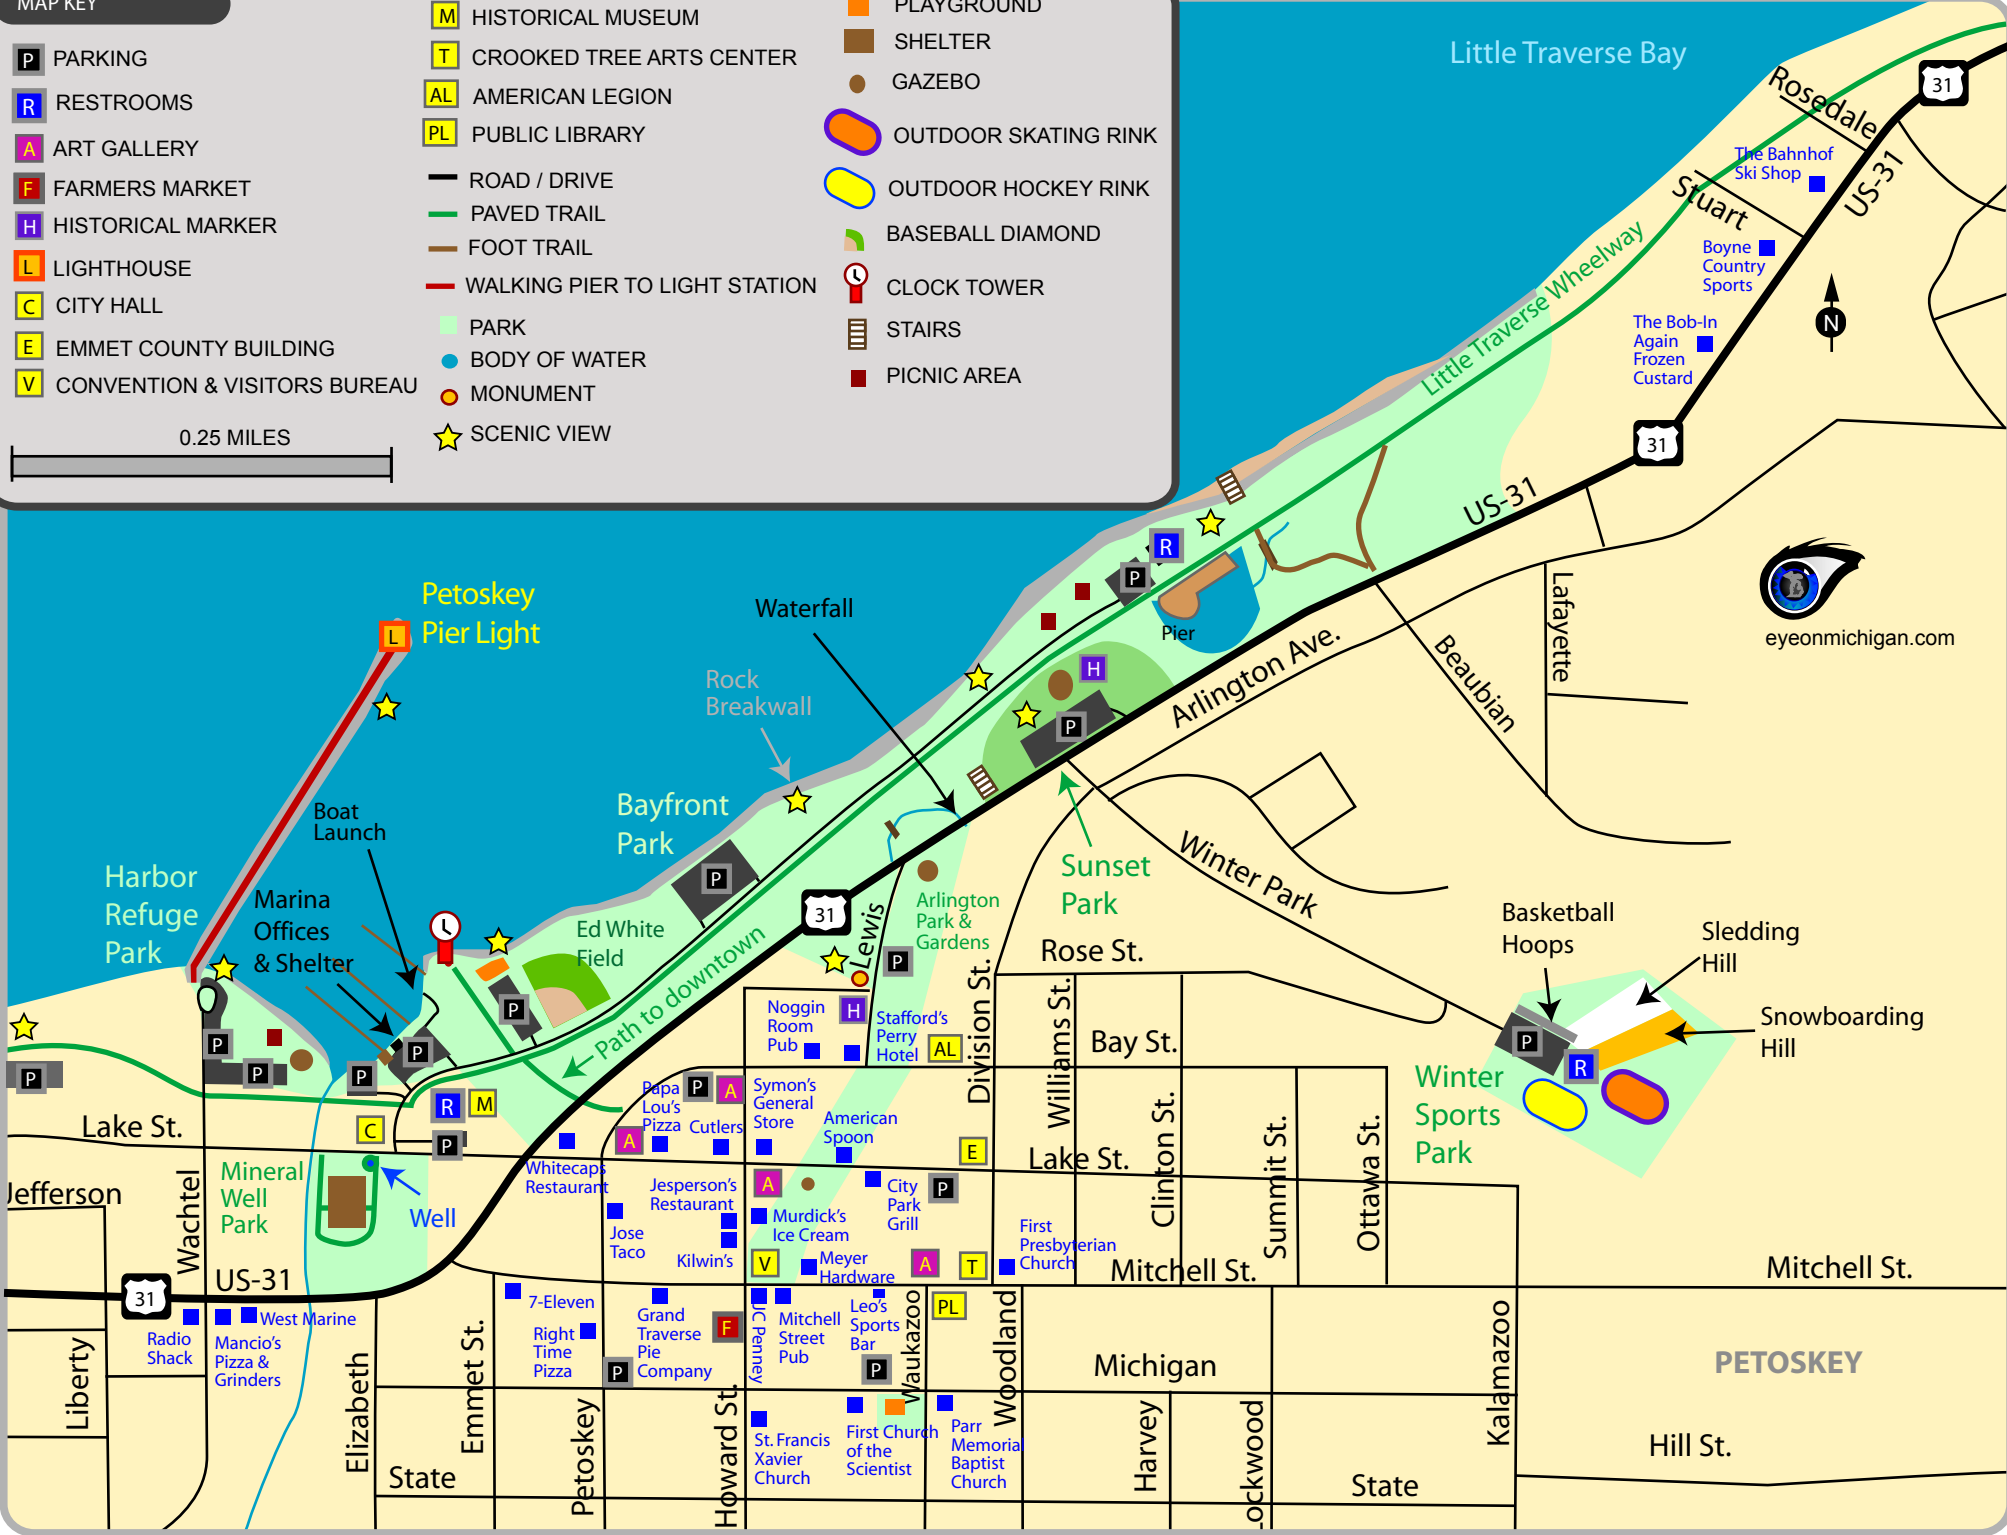 MAP KEY
P PARKING
R RESTROOMS
A ART GALLERY
F FARMERS MARKET
H HISTORICAL MARKER
L LIGHTHOUSE
C CITY HALL
E EMMET COUNTY BUILDING
V CONVENTION & VISITORS BUREAU
0.25 MILES
M HISTORICAL MUSEUM
T CROOKED TREE ARTS CENTER
AL AMERICAN LEGION
PL PUBLIC LIBRARY
ROAD / DRIVE
PAVED TRAIL
FOOT TRAIL
WALKING PIER TO LIGHT STATION
PARK
BODY OF WATER
MONUMENT
SCENIC VIEW
PLAYGROUND
SHELTER
GAZEBO
OUTDOOR SKATING RINK
OUTDOOR HOCKEY RINK
BASEBALL DIAMOND
CLOCK TOWER
STAIRS
PICNIC AREA
Little Traverse Bay
31
Rosedale
The Bahnhof
Ski Shop
US-31
Stuart
Boyne
Country
Sports
Little Traverse Wheelway
N
The Bob-In
Again
Frozen
Custard
31
US-31
R
P
Pier
Lafayette
eyeonmichigan.com
Petoskey
Pier Light
L
Waterfall
Rock
Breakwall
H
P
Arlington Ave.
Beaubian
Boat
Launch
Bayfront
Park
Sunset
Park
Winter Park
Harbor
Refuge
Park
Marina
Offices
& Shelter
P
31
Lewis
Arlington
Park &
Gardens
Ed White
Field
Path to downtown
P
Rose St.
Basketball
Hoops
Sledding
Hill
Snowboarding
Hill
P
R
Winter
Sports
Park
P
P
P
P
P
P
Noggin
Room
Pub
H
Stafford's
Perry
Hotel
AL
Division St.
Williams St.
Bay St.
R
M
C
P
Lake St.
Papa
Lou's
Pizza
P
A
Symon's
General
Store
Cutlers
A
American
Spoon
E
Lake St.
Clinton St.
Summit St.
Ottawa St.
Whitecaps
Restaurant
Jefferson
Wachtel
Mineral
Well
Park
Well
Jesperson's
Restaurant
A
City
Park
Grill
P
Jose
Taco
Murdick's
Ice Cream
Kilwin's
V
Meyer
Hardware
A
T
First
Presbyterian
Church
Mitchell St.
Mitchell St.
US-31
31
Radio
Shack
Mancio's
Pizza &
Grinders
West Marine
7-Eleven
Right
Time
Pizza
Grand
Traverse
Pie
Company
P
F
JC Penney
Mitchell
Street
Pub
Leo's
Sports
Bar
P
Waukazoo
PL
Woodland
Michigan
Kalamazoo
PETOSKEY
Liberty
Elizabeth
Emmet St.
Petoskey
Howard St.
St. Francis
Xavier
Church
First Church
of the
Scientist
Parr
Memorial
Baptist
Church
Harvey
Lockwood
Hill St.
State
State